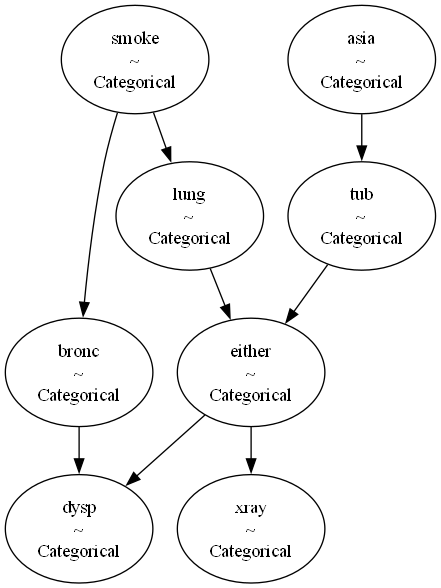 smoke
~
Categorical
asia
~
Categorical
lung
~
Categorical
tub
~
Categorical
bronc
~
Categorical
either
~
Categorical
dysp
~
Categorical
xray
~
Categorical